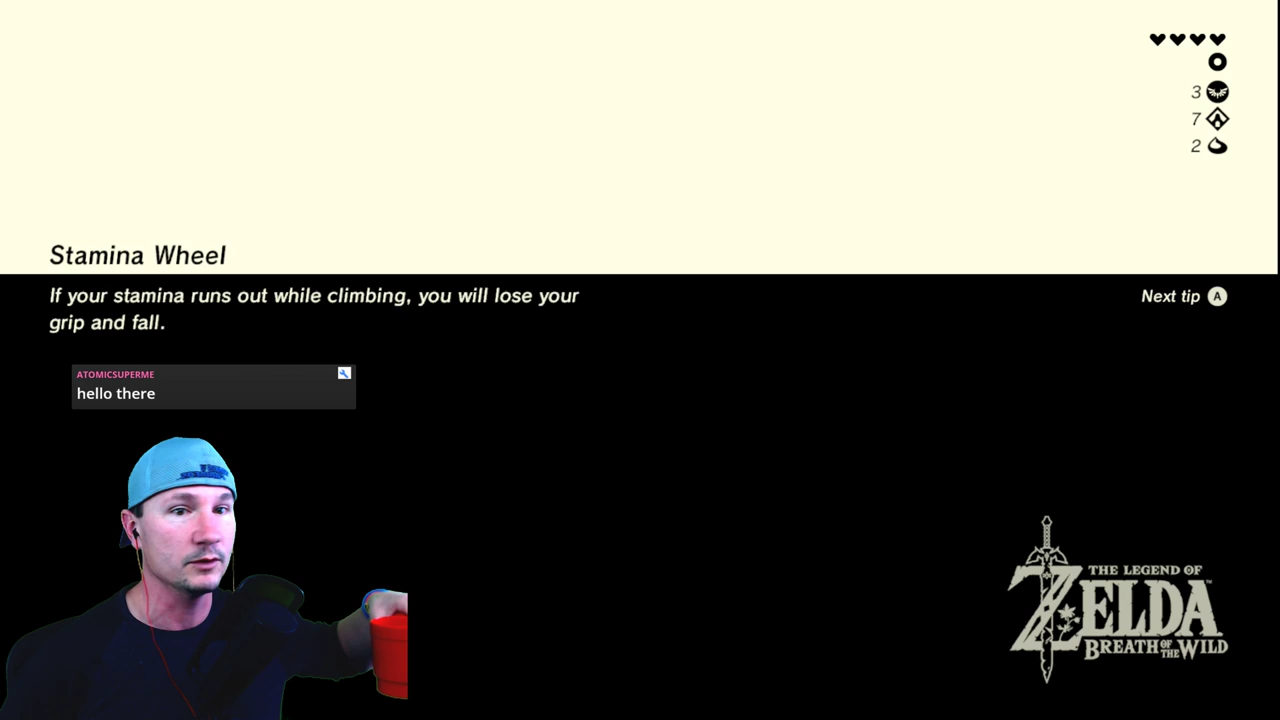 3
7
2
Stamina Wheel
If your stamina runs out while climbing, you will lose your
grip and fall.
Next tip A
ATOMICSUPERME
hello there
THE LEGEND OF
ZELDA
BREATH OF THE WILD